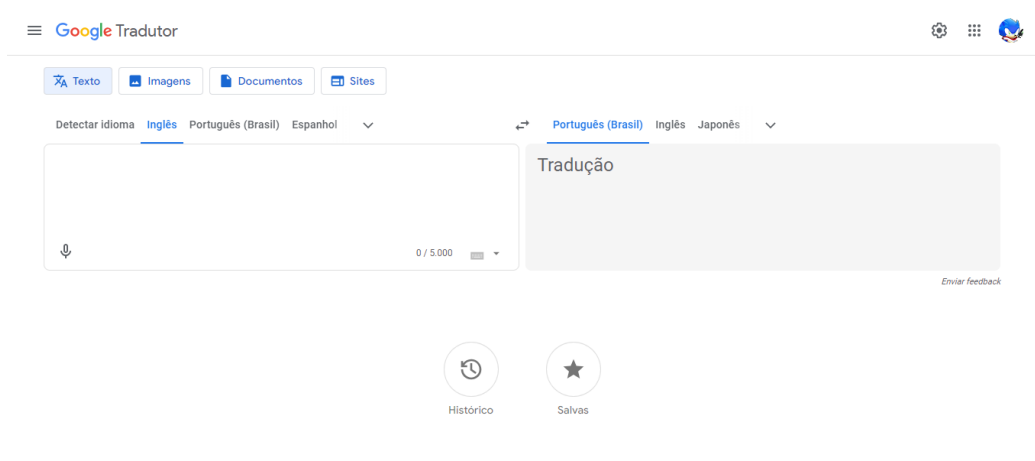 Google Tradutor
Texto Imagens Documentos Sites
Detectar idioma Inglês Português (Brasil) Espanhol Português (Brasil) Inglês Japonês
Tradução
0 / 5.000
Enviar feedback
Histórico Salvas